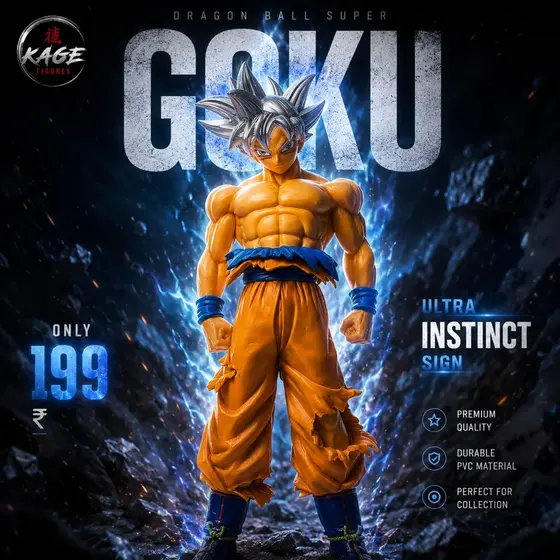 DRAGON BALL SUPER
GOKU
KAGE
FIGURES
ULTRA
INSTINCT
SIGN
ONLY
199
₹
PREMIUM
QUALITY
DURABLE
PVC MATERIAL
PERFECT FOR
COLLECTION